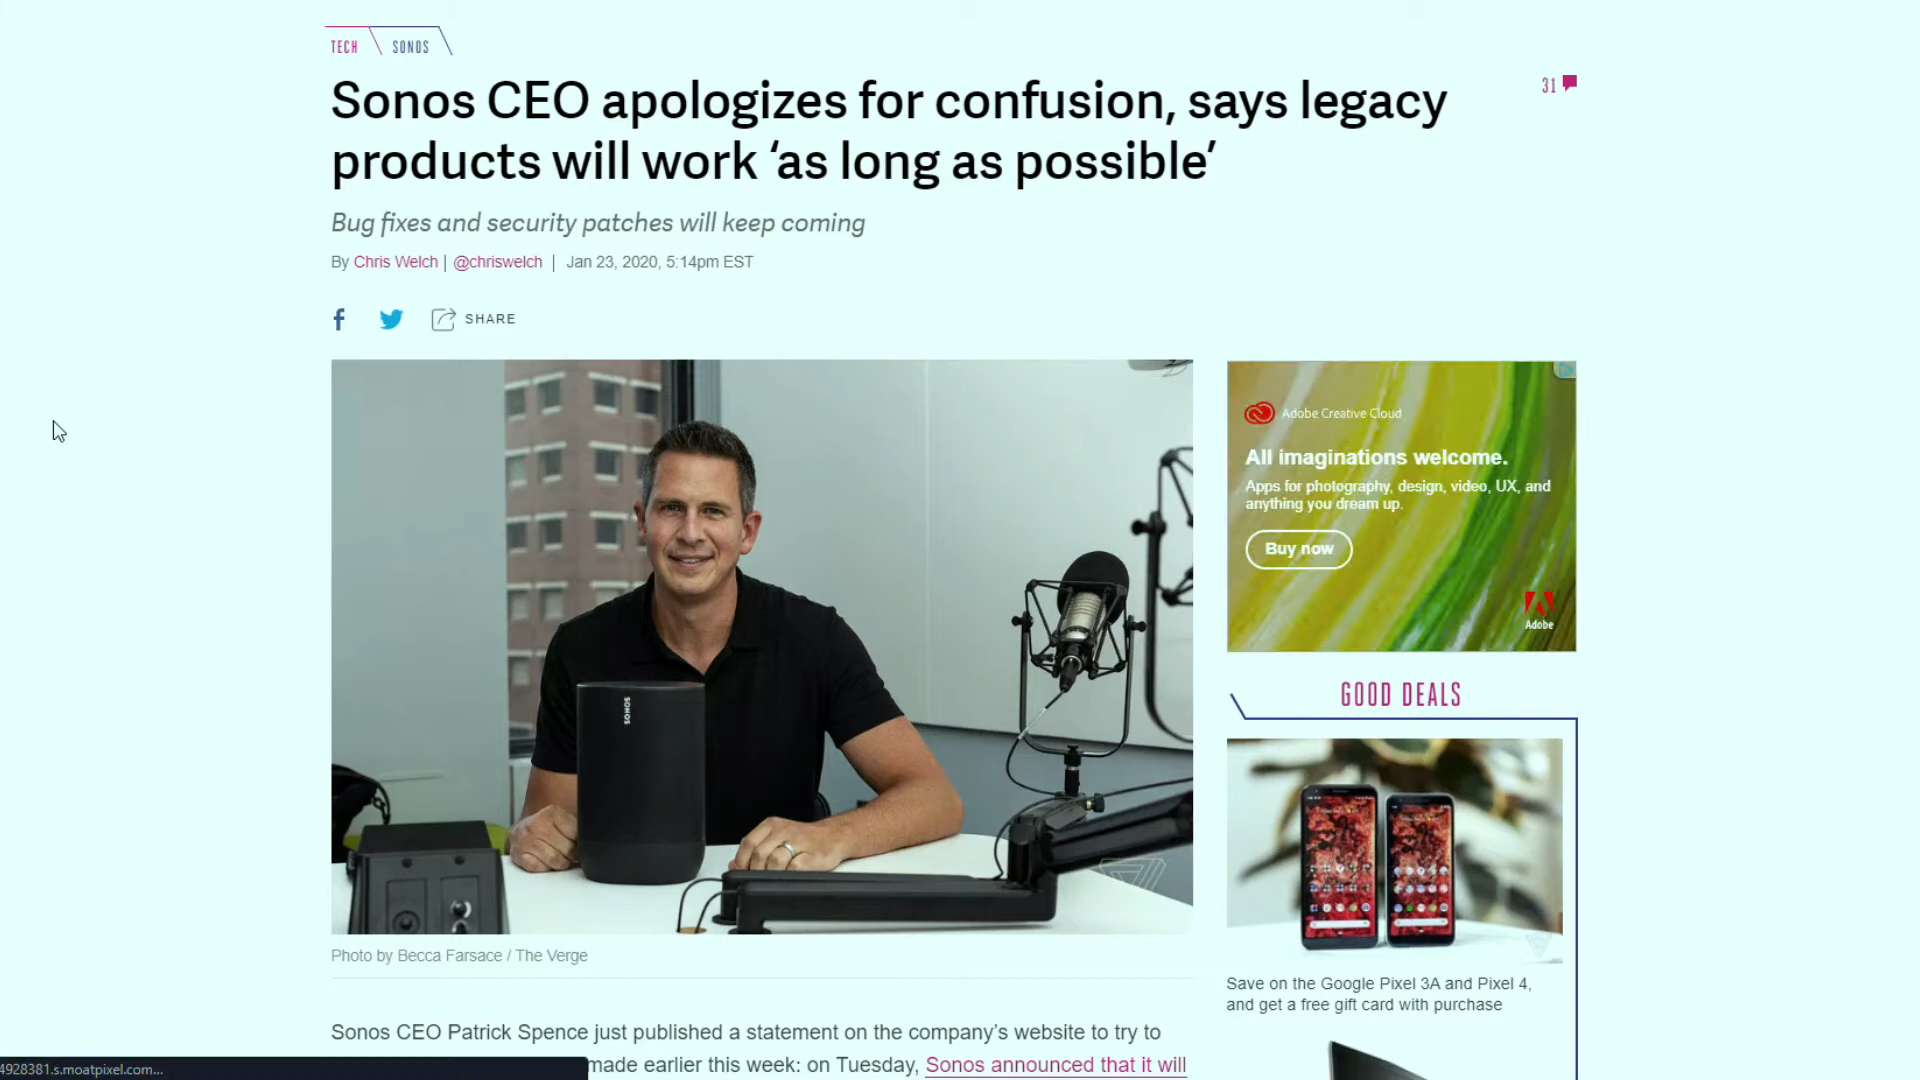 TECH SONOS
Sonos CEO apologizes for confusion, says legacy
products will work ‘as long as possible’
31
Bug fixes and security patches will keep coming
By Chris Welch | @chriswelch | Jan 23, 2020, 5:14pm EST
SHARE
SONOS
Photo by Becca Farsace / The Verge
Sonos CEO Patrick Spence just published a statement on the company’s website to try to
made earlier this week: on Tuesday, Sonos announced that it will
4928381.s.moatpixel.com...
Adobe Creative Cloud
All imaginations welcome.
Apps for photography, design, video, UX, and
anything you dream up.
Buy now
Adobe
GOOD DEALS
Save on the Google Pixel 3A and Pixel 4,
and get a free gift card with purchase